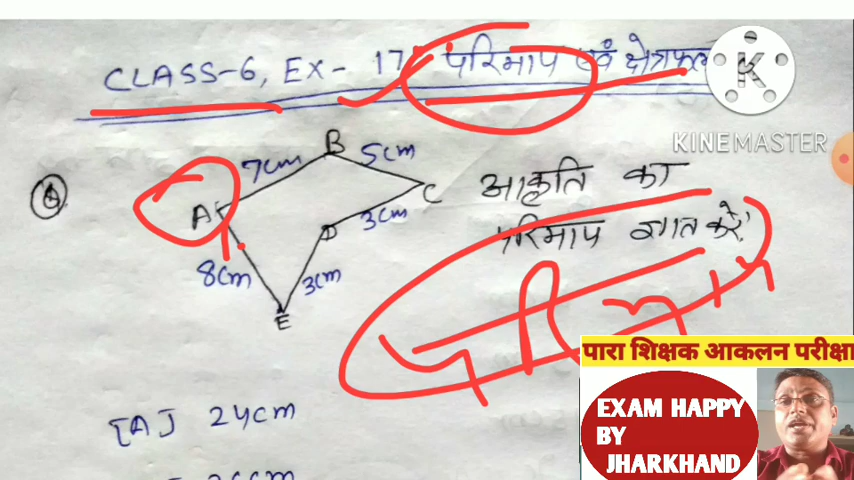 CLASS-6, EX- 17 परिमाप एवं क्षेत्रफल
KINEMASTER
7cm
B
5cm
A
C
D
3cm
8cm
3cm
E
आकृति का
परिमाप ज्ञात करें
[A] 24cm
पारा शिक्षक आकलन परीक्षा
EXAM HAPPY
BY
JHARKHAND